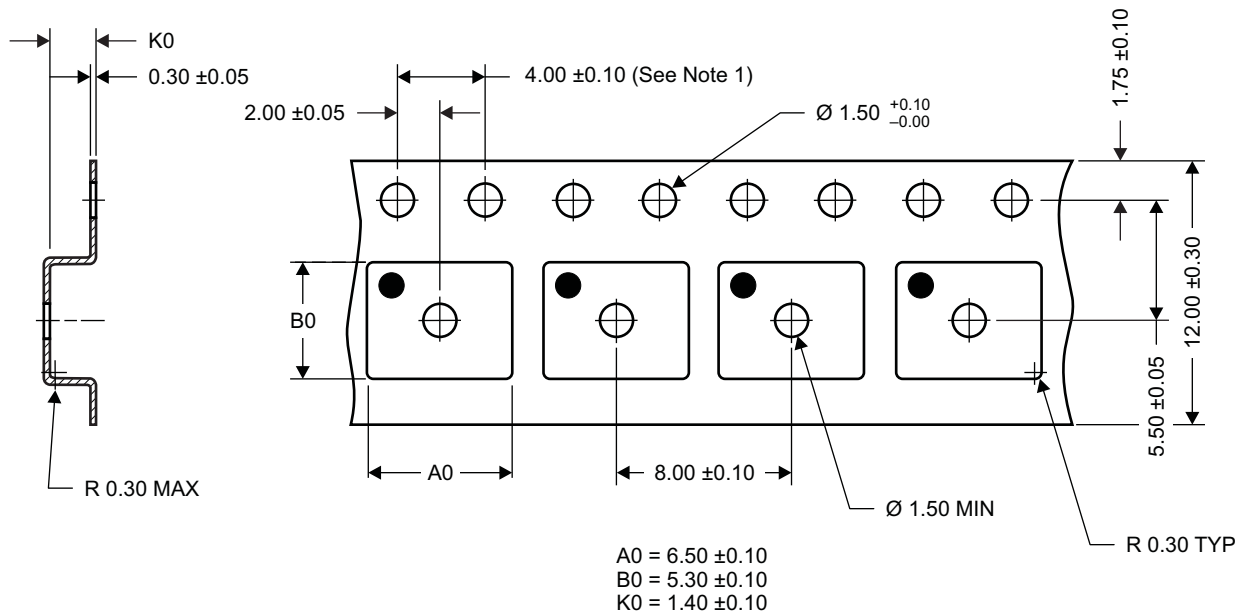 K0
0.30 ±0.05
2.00 ±0.05
4.00 ±0.10 (See Note 1)
Ø 1.50 +0.10 –0.00
1.75 ±0.10
B0
12.00 ±0.30
5.50 ±0.05
A0
8.00 ±0.10
R 0.30 MAX
Ø 1.50 MIN
R 0.30 TYP
A0 = 6.50 ±0.10
B0 = 5.30 ±0.10
K0 = 1.40 ±0.10